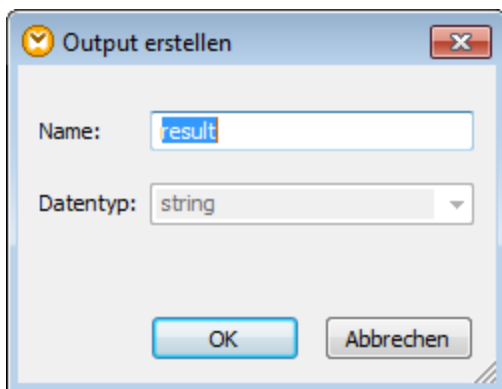 Output erstellen
Name: result
Datentyp: string
OK Abbrechen